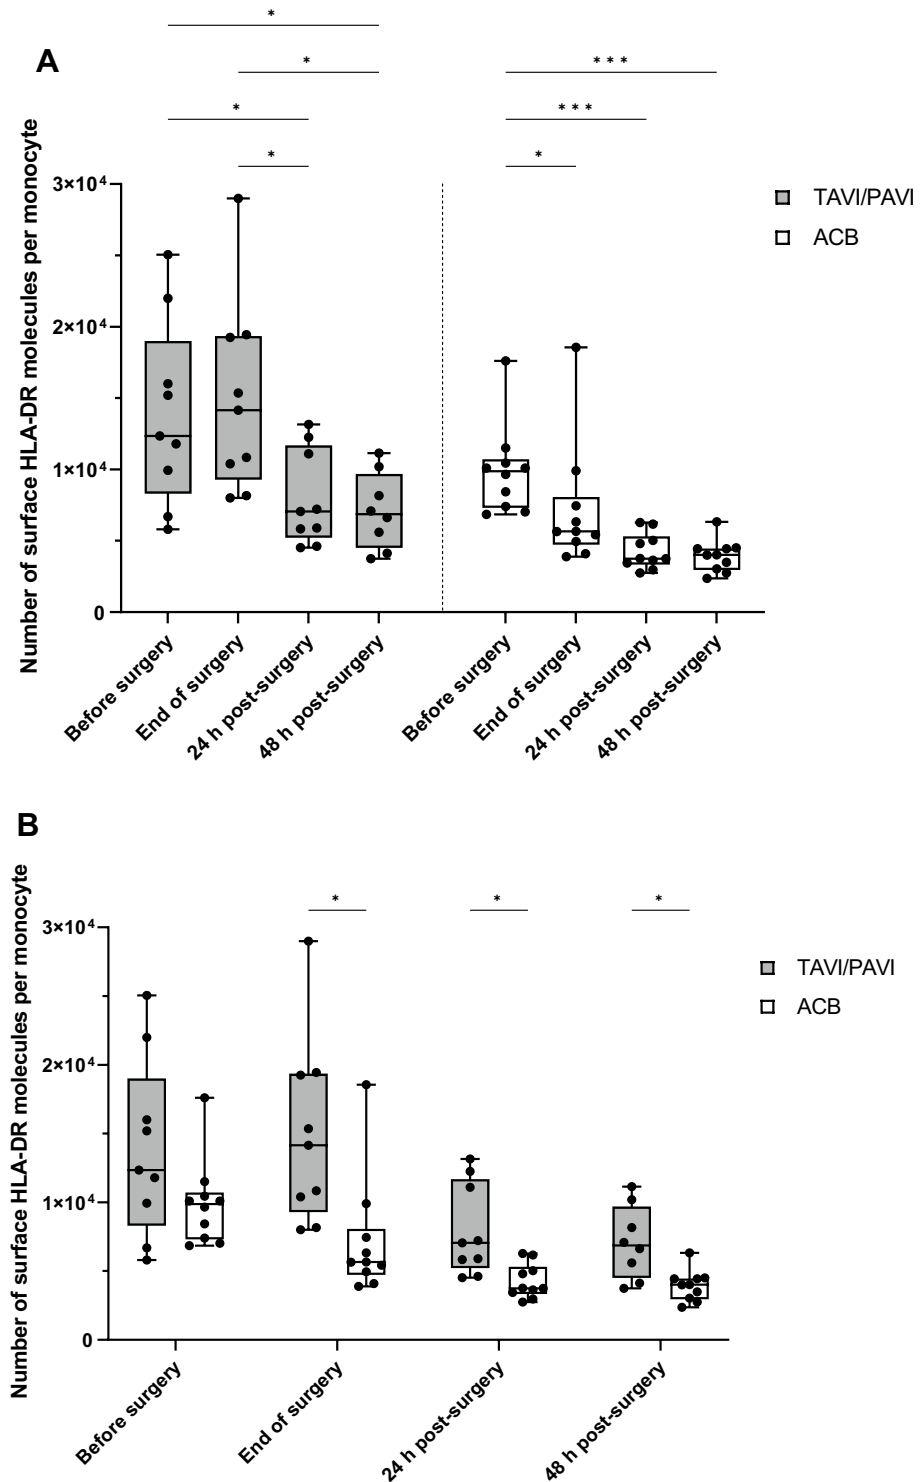 *
A
*
* * *
*
* * *
*
*
Number of surface HLA-DR molecules per monocyte
3×10⁴
2×10⁴
1×10⁴
0
TAVI/PAVI
ACB
Before surgery
End of surgery
24 h post-surgery
48 h post-surgery
Before surgery
End of surgery
24 h post-surgery
48 h post-surgery
B
Number of surface HLA-DR molecules per monocyte
*
*
*
3×10⁴
2×10⁴
1×10⁴
0
TAVI/PAVI
ACB
Before surgery
End of surgery
24 h post-surgery
48 h post-surgery